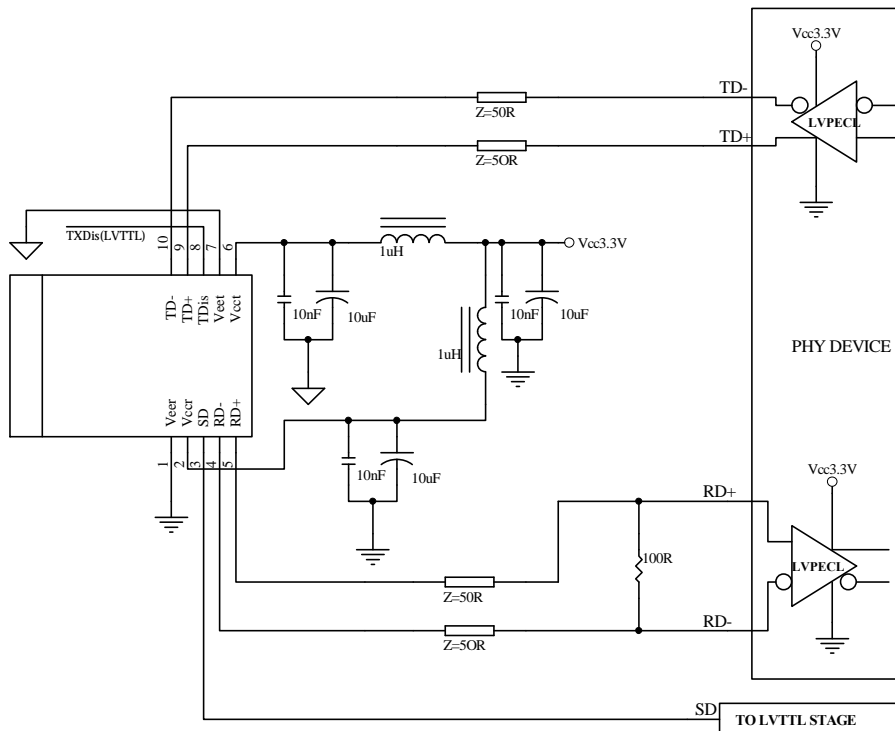 Vcc3.3V
TD-
Z=50R
LVPECL
TD+
Z=5OR
TXDis(LVTTL)
10
9
8
7
6
1uH
Vcc3.3V
TD-
TD+
TDis
Veet
Vcct
10nF
10uF
10nF
10uF
1uH
PHY DEVICE
Veer
Vccr
SD
RD-
RD+
1
2
3
4
5
10nF
10uF
Vcc3.3V
RD+
100R
LVPECL
Z=50R
RD-
Z=5OR
SD
TO LVTTL STAGE